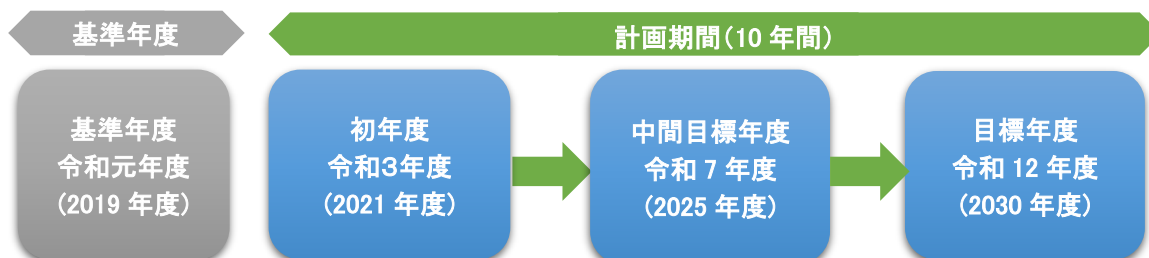 基準年度
計画期間（10 年間）
基準年度
令和元年度
（2019 年度）
初年度
令和３年度
（2021 年度）
中間目標年度
令和 7 年度
（2025 年度）
目標年度
令和 12 年度
（2030 年度）